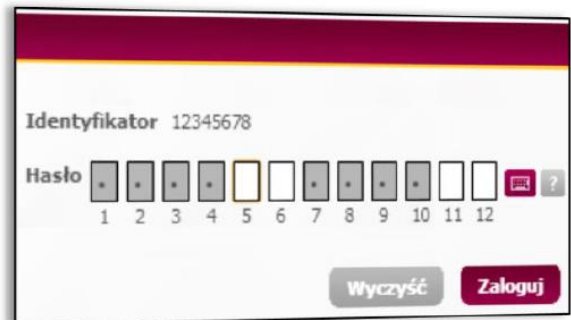 Identyfikator 12345678
Hasło
1 2 3 4 5 6 7 8 9 10 11 12
?
Wyczyść Zaloguj